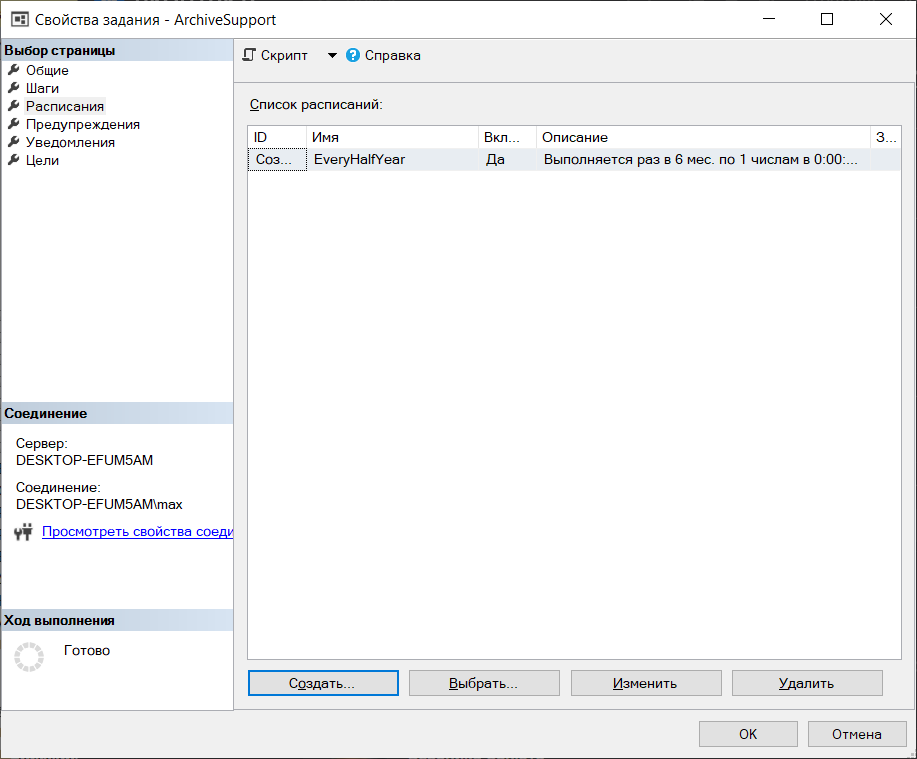 Свойства задания - ArchiveSupport
Выбор страницы
Общие
Шаги
Расписания
Предупреждения
Уведомления
Цели
Скрипт
Справка
Список расписаний:
ID Имя Вкл... Описание З...
Соз... EveryHalfYear Да Выполняется раз в 6 мес. по 1 числам в 0:00:...
Соединение
Сервер:
DESKTOP-EFUM5AM
Соединение:
DESKTOP-EFUM5AM\max
Просмотреть свойства соеди
Ход выполнения
Готово
Создать... Выбрать... Изменить Удалить
OK Отмена